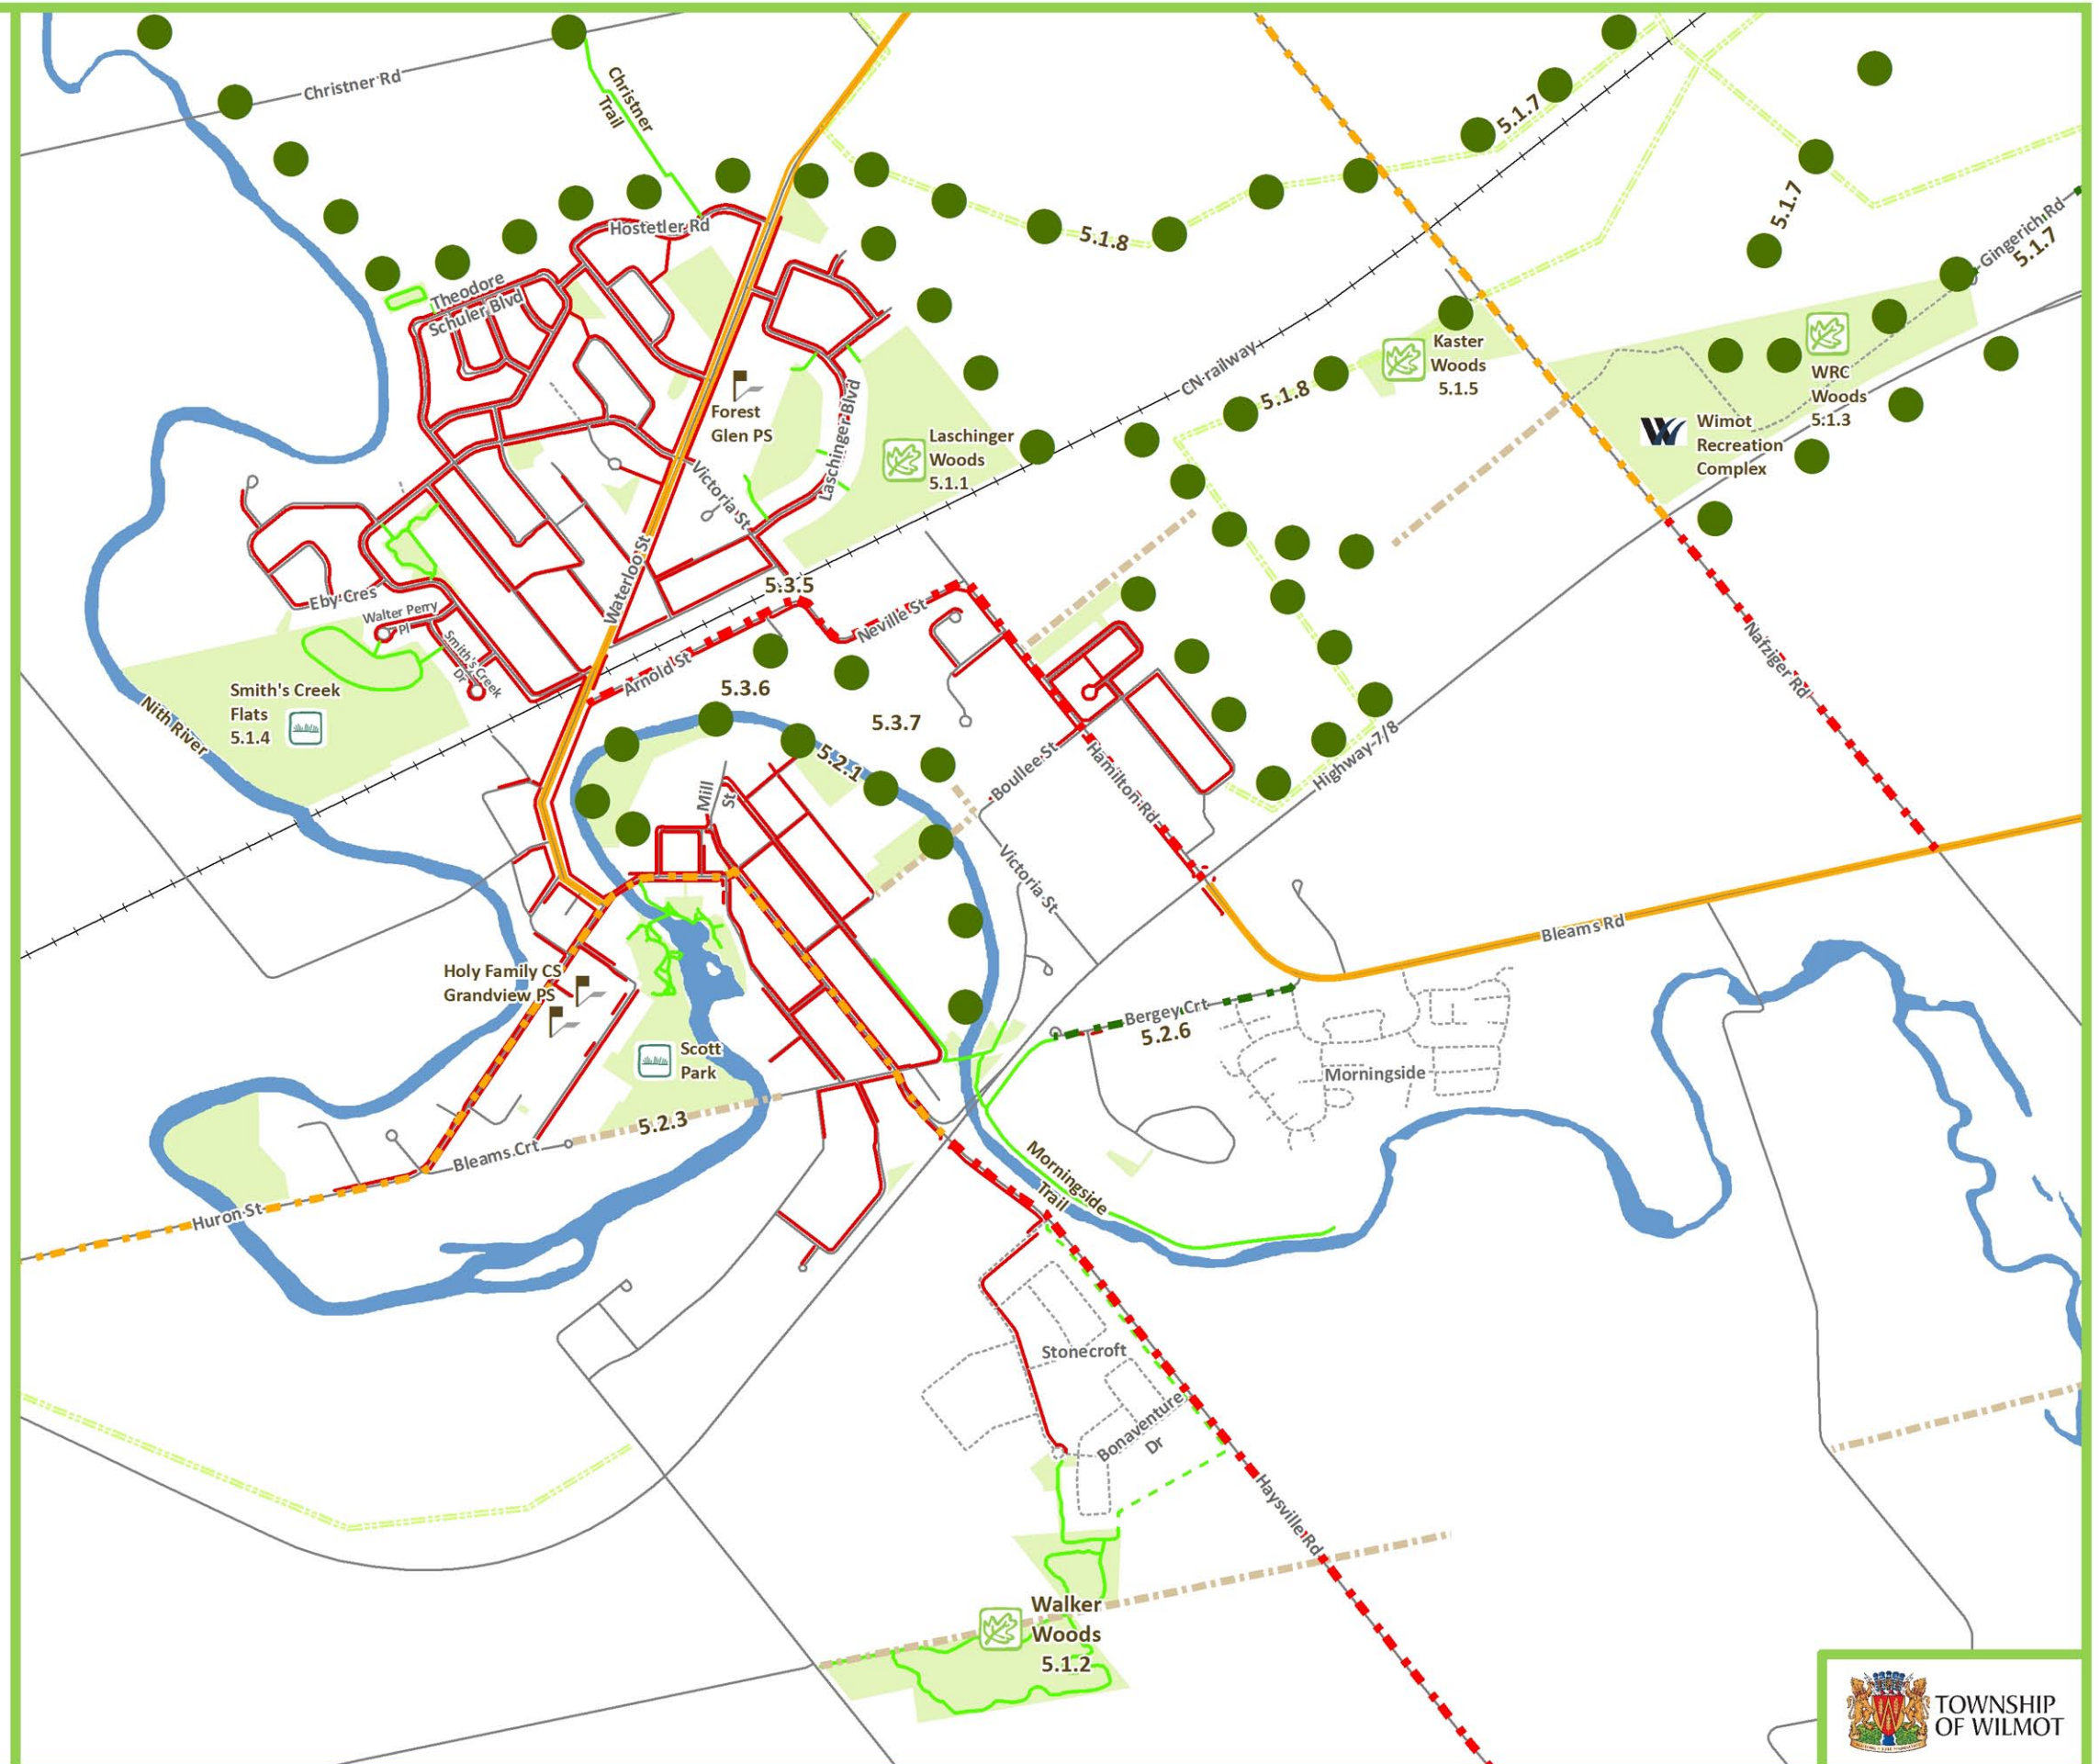 Christner Rd
Christner
Trail
5.1.7
5.1.7
Gingerich Rd
5.1.7
Hostetler Rd
5.1.8
Theodore
Schuler Blvd
CN railway
Kaster
Woods
5.1.5
WRC
Woods
5.1.3
5.1.8
Forest
Glen PS
Laschinger Blvd
Laschinger
Woods
5.1.1
Wimot
Recreation
Complex
Victoria St
Waterloo St
5.3.5
Eby Cres
Walter Perry
Pl
Smith's Creek
Dr
Neville St
Arnold St
Nafziger Rd
Smith's Creek
Flats
5.1.4
Nith River
5.3.6
5.3.7
5.2.1
Mill
St
Boullee St
Hamilton Rd
Highway 7/8
Victoria St
Bleams Rd
Holy Family CS
Grandview PS
Bergey Crt
5.2.6
Scott
Park
Morningside
5.2.3
Bleams Crt
Morningside
Trail
Huron St
Stonecroft
Bonaventure
Dr
Haysville Rd
Walker
Woods
5.1.2
TOWNSHIP
OF WILMOT